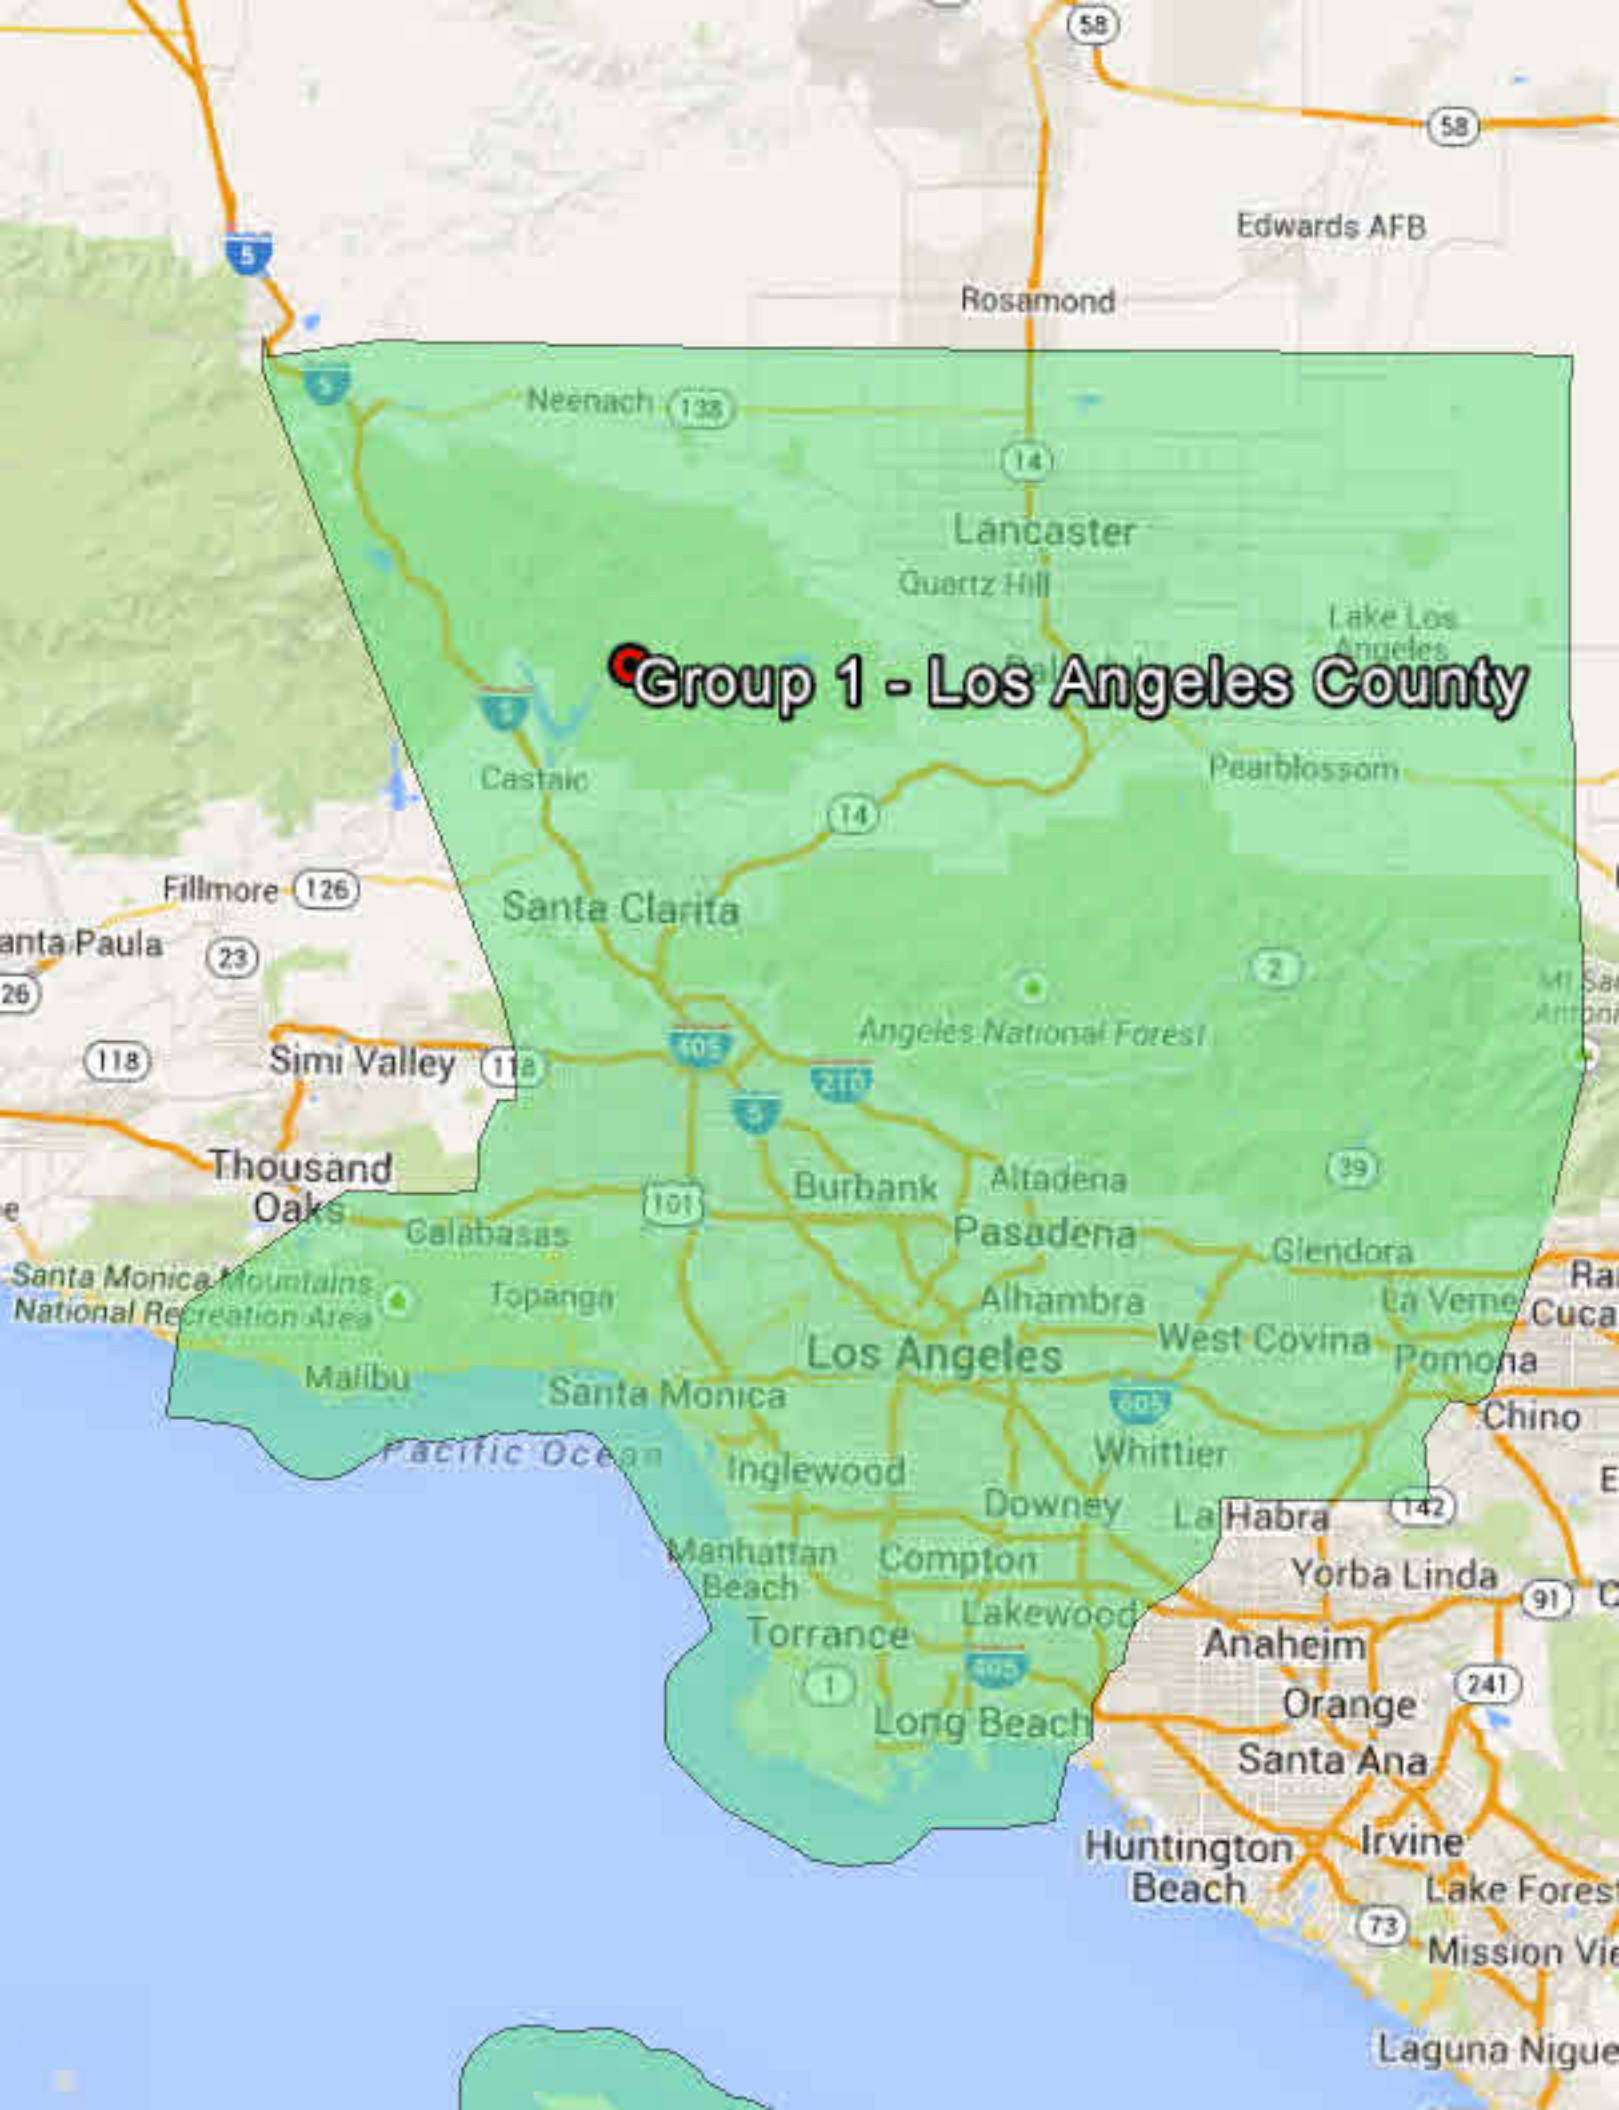 58
58
Edwards AFB
5
Rosamond
5
Neenach
138
14
Lancaster
Quartz Hill
Lake Los
Angeles
Group 1 - Los Angeles County
5
Castaic
Pearblossom
14
Fillmore
126
Santa Clarita
anta Paula
23
2
26
Angeles National Forest
405
118
Simi Valley
118
210
5
Thousand
Oaks
39
Burbank
Altadena
101
Calabasas
Pasadena
Glendora
Santa Monica Mountains
National Recreation Area
Topanga
Alhambra
La Verne
Ra
Cuca
Los Angeles
West Covina
Pomona
Malibu
Santa Monica
605
Chino
Pacific Ocean
Inglewood
Whittier
E
Downey
La Habra
142
Manhattan
Beach
Compton
Yorba Linda
91
C
Lakewood
Torrance
Anaheim
405
1
241
Orange
Long Beach
Santa Ana
Huntington
Beach
Irvine
Lake Forest
73
Mission Vie
Laguna Nigue